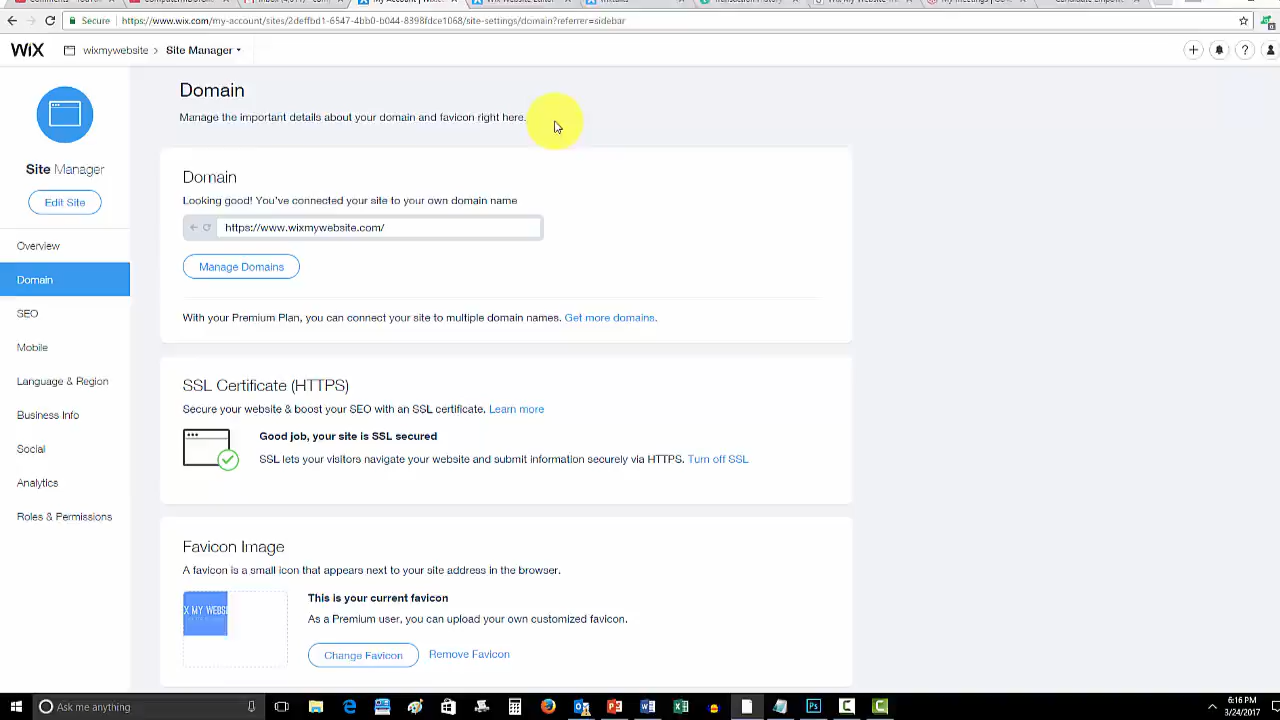 Secure https://www.wix.com/my-account/sites/2deffbd1-6547-4bb0-b044-8398fdce1068/site-settings/domain?referrer=sidebar
WiX wixmywebsite > Site Manager
Domain
Manage the important details about your domain and favicon right here.
Site Manager
Edit Site
Overview
Domain
SEO
Mobile
Language & Region
Business Info
Social
Analytics
Roles & Permissions
Domain
Looking good! You've connected your site to your own domain name
https://www.wixmywebsite.com/
Manage Domains
With your Premium Plan, you can connect your site to multiple domain names. Get more domains.
SSL Certificate (HTTPS)
Secure your website & boost your SEO with an SSL certificate. Learn more
Good job, your site is SSL secured
SSL lets your visitors navigate your website and submit information securely via HTTPS. Turn off SSL
Favicon Image
A favicon is a small icon that appears next to your site address in the browser.
X MY WEBSI
This is your current favicon
As a Premium user, you can upload your own customized favicon.
Change Favicon Remove Favicon
Ask me anything
6:16 PM
3/24/2017